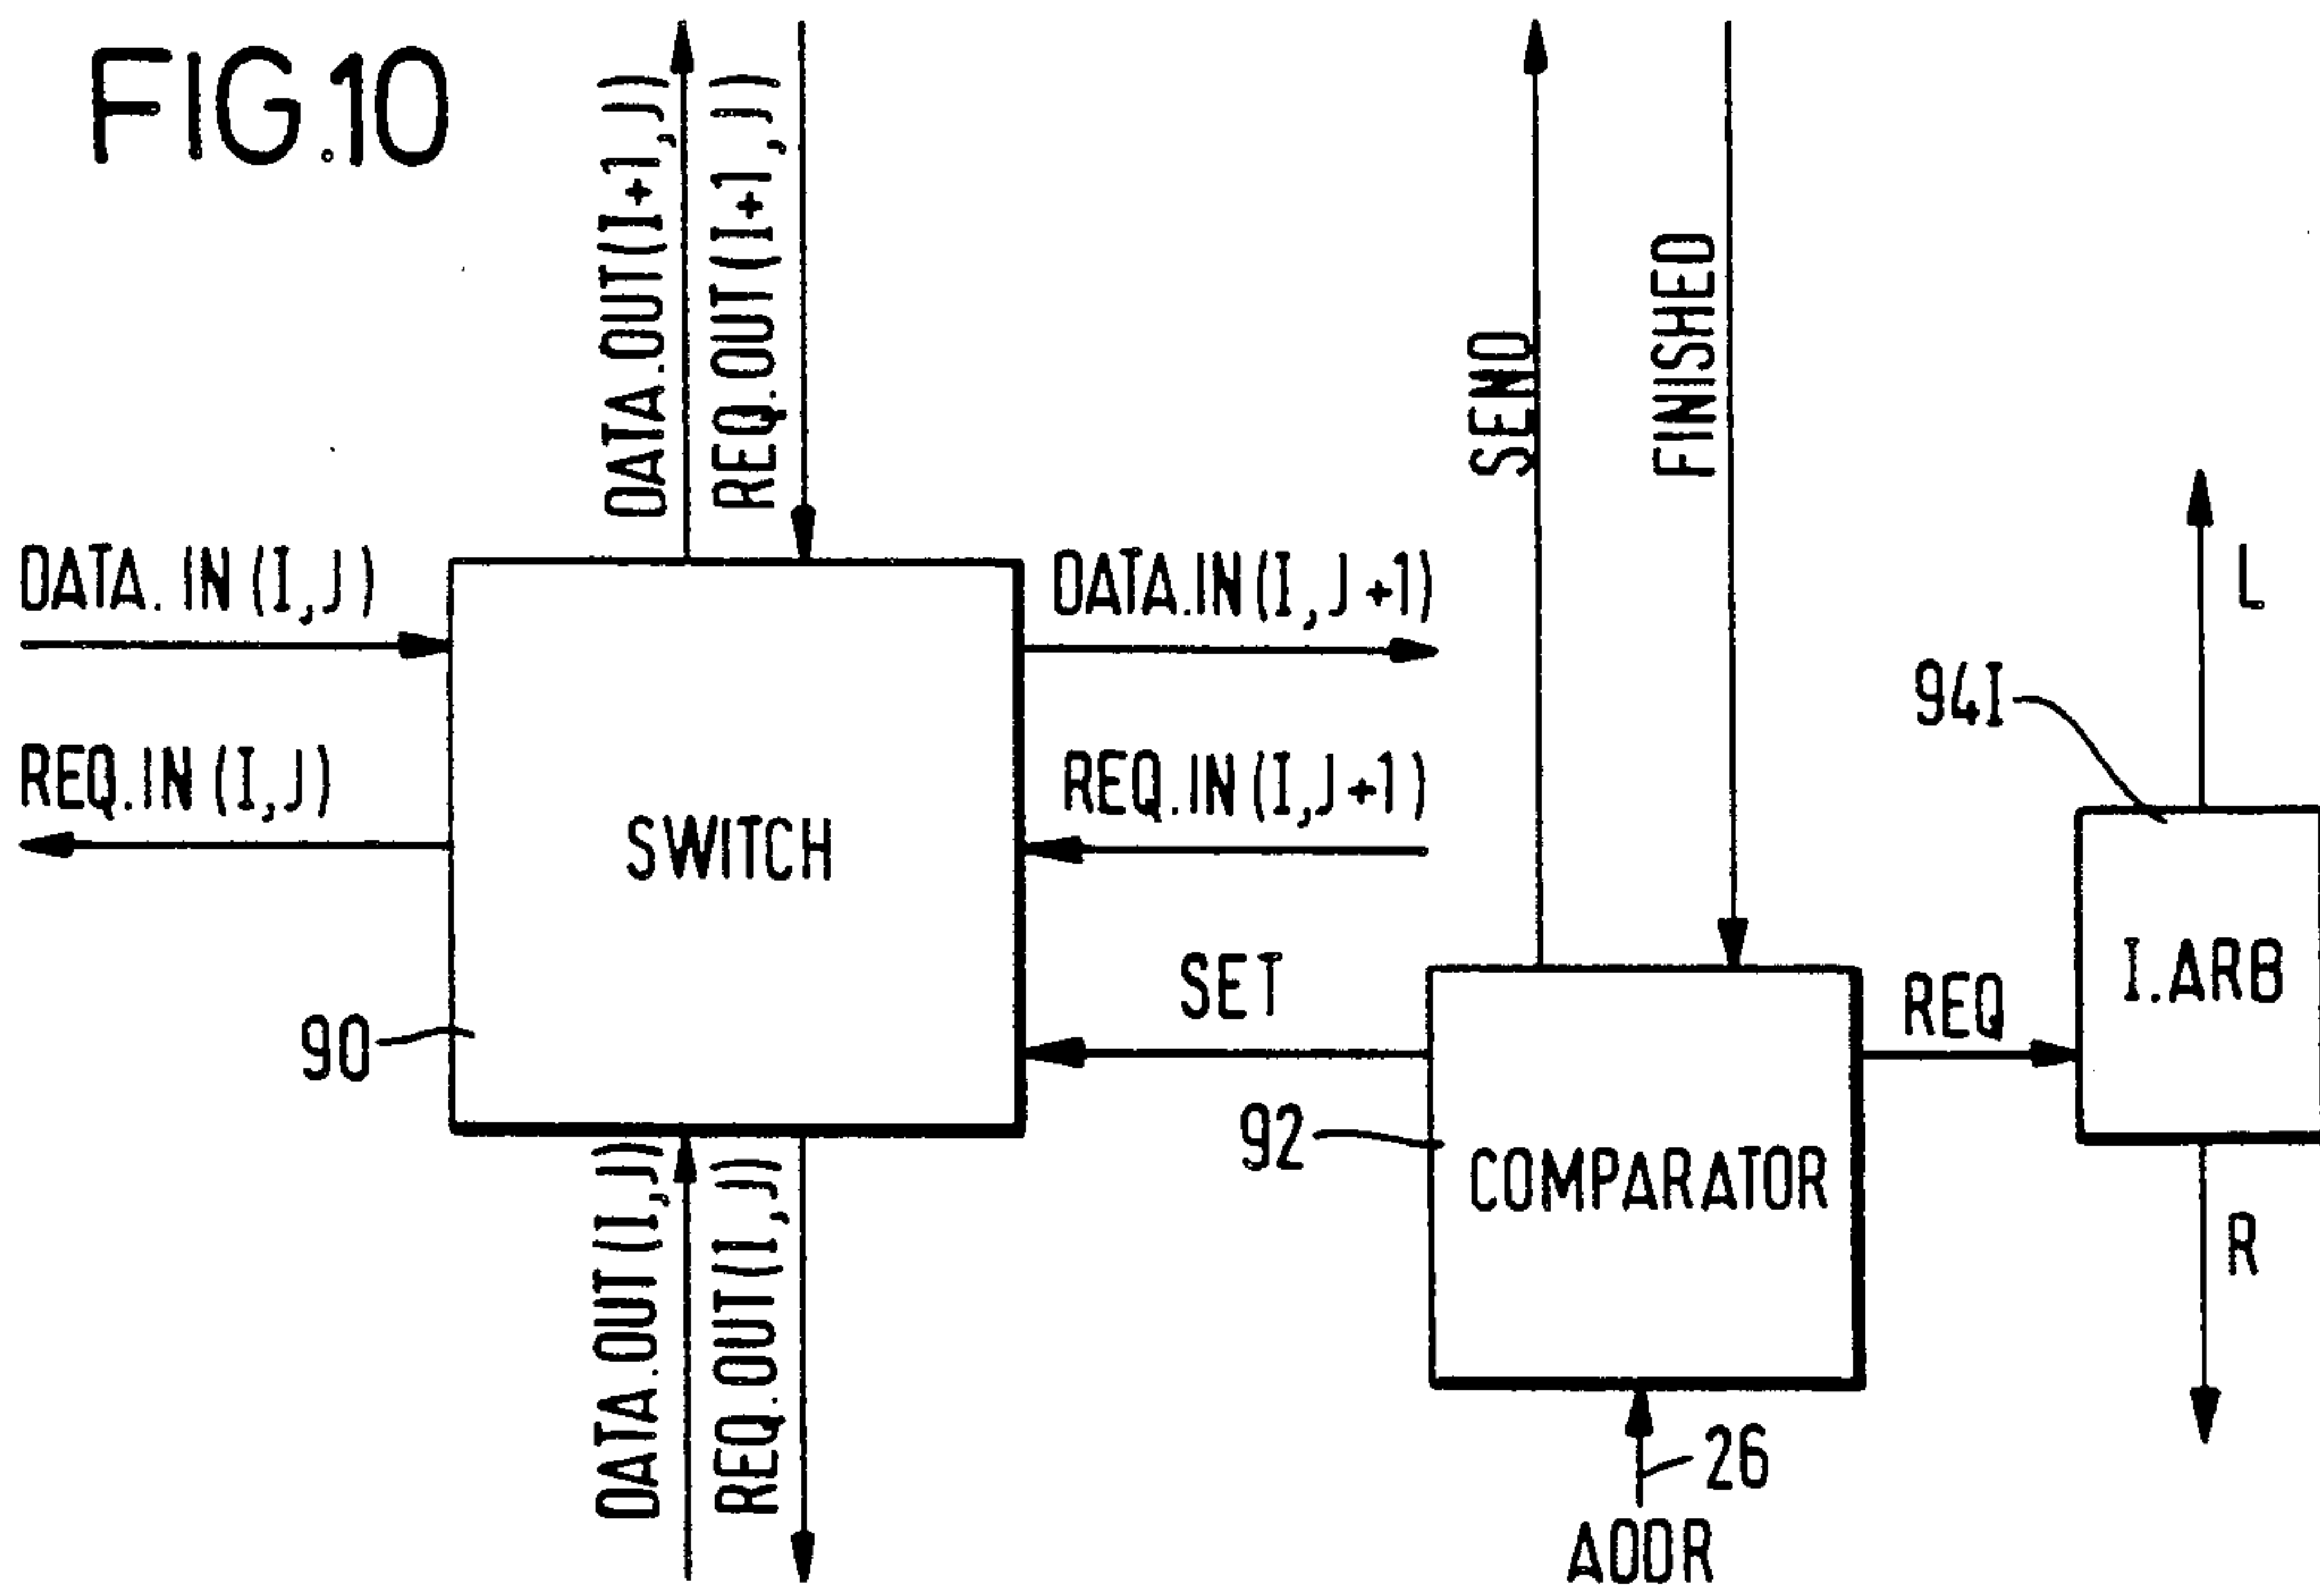 FIG.10
DATA.OUT(I+1,J)
REQ.OUT(I+1,J)
SEND
FINISHED
DATA.IN(I,J)
DATA.IN(I,J+1)
L
REQ.IN(I,J)
REQ.IN(I,J+1)
94I
SWITCH
SET
REQ
I.ARB
90
92
COMPARATOR
DATA.OUT(I,J)
REQ.OUT(I,J)
R
26
ADDR